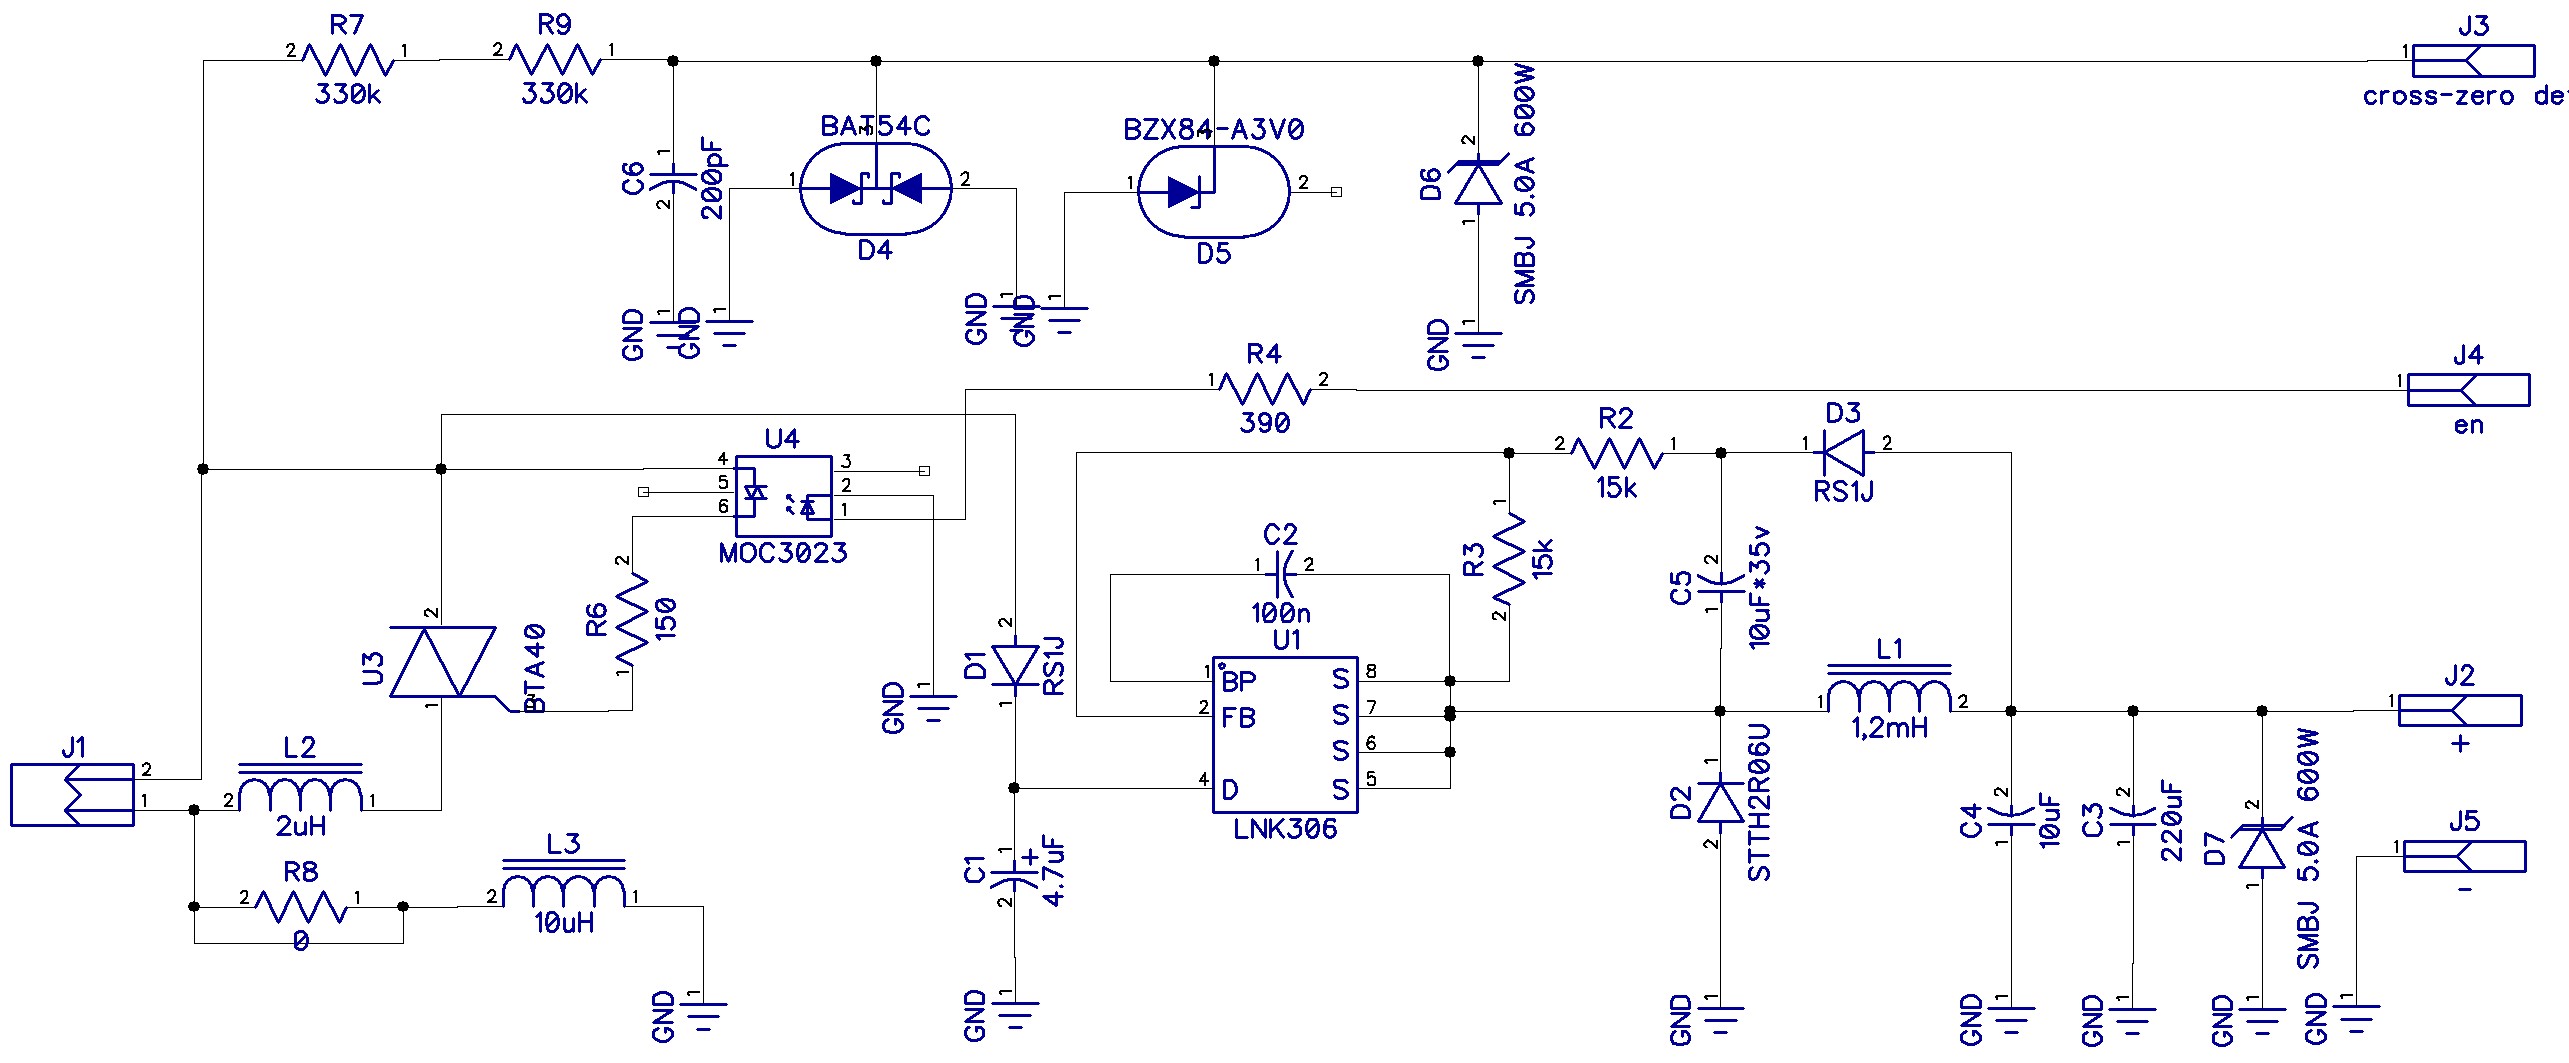 R7
2 1
330k
R9
2 1
330k
J3
1
cross-zero det
C6
1
2
200pF
GND
1
BAT54C
3
1 2
D4
GND
1
GND
1
BZX84-A3V0
3
1 2
D5
GND
1
D6
2
1
SMBJ 5.0A 600W
GND
1
R4
1 2
390
J4
1
en
U4
4 3
5 2
6 1
MOC3023
R6
2
1
150
GND
1
U3
2
1
3
BTA40
J1
2
1
L2
2 1
2uH
R8
2 1
0
L3
2 1
10uH
GND
1
D1
2
1
RS1J
C1
1
+
2
4.7uF
GND
1
C2
1 2
100n
U1
1 BP S 8
2 FB S 7
S 6
4 D S 5
LNK306
R3
1
2
15k
R2
2 1
15k
D3
1 2
RS1J
C5
2
1
10uF*35v
D2
1
2
STTH2R06U
GND
1
L1
1 2
1,2mH
C4
2
1
10uF
GND
1
C3
2
1
220uF
GND
1
D7
2
1
SMBJ 5.0A 600W
GND
1
J2
1
+
J5
1
-
GND
1